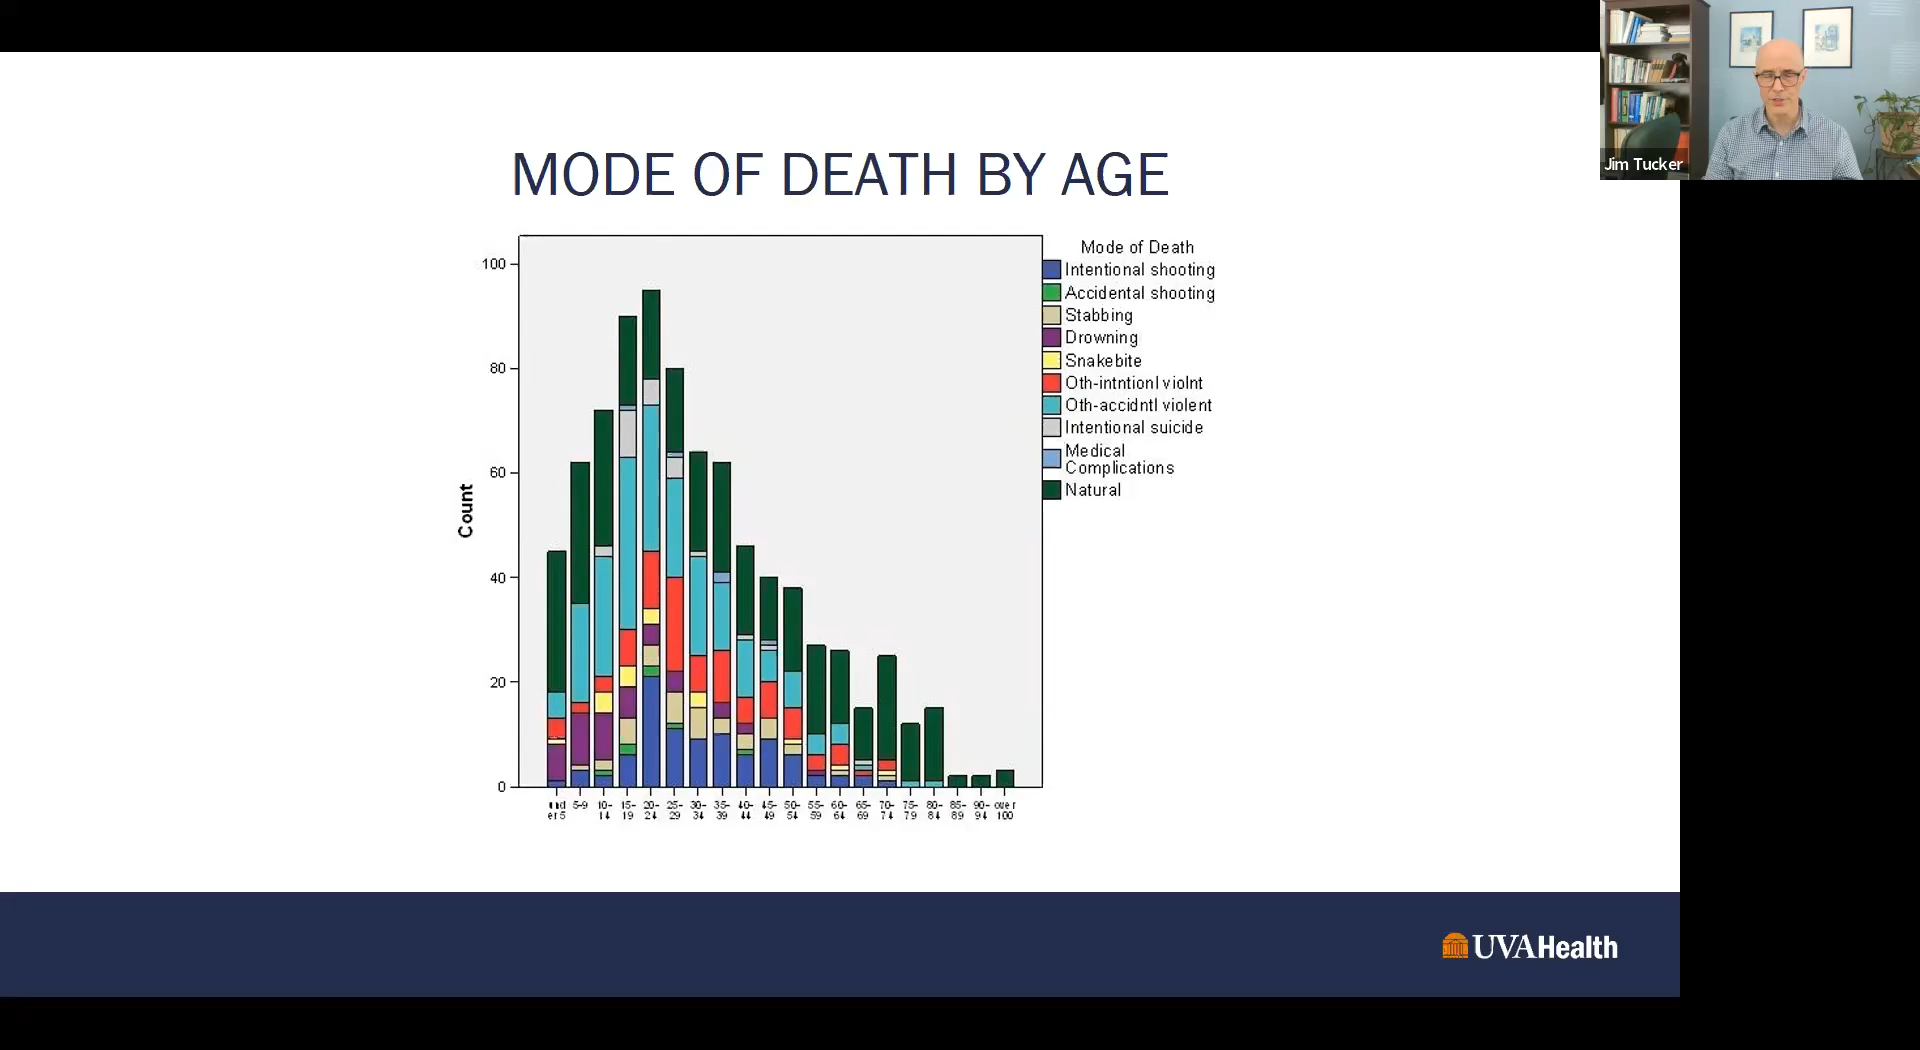 Jim Tucker
MODE OF DEATH BY AGE
Mode of Death
Intentional shooting
Accidental shooting
Stabbing
Drowning
Snakebite
Oth-intntionl violnt
Oth-accidntl violent
Intentional suicide
Medical
Complications
Natural
Count
100
80
60
40
20
0
und
er 5
5-9
10-
14
15-
19
20-
24
25-
29
30-
34
35-
39
40-
44
45-
49
50-
54
55-
59
60-
64
65-
69
70-
74
75-
79
80-
84
85-
89
90-
94
over
100
UVAHealth